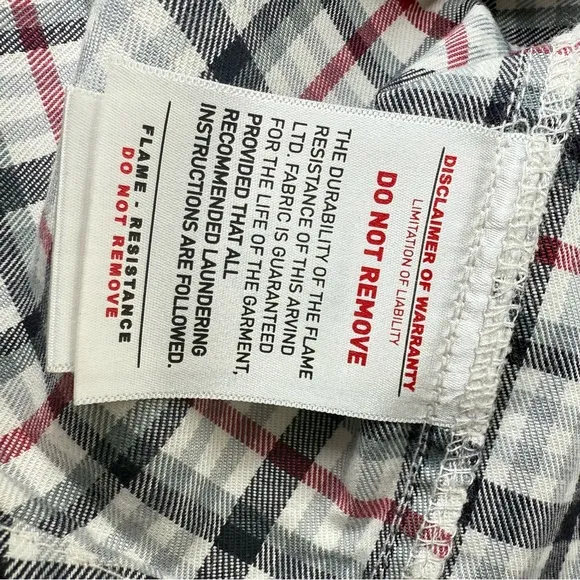 DISCLAIMER OF WARRANTY
LIMITATION OF LIABILITY
DO NOT REMOVE
THE DURABILITY OF THE FLAME
RESISTANCE OF THIS ARVIND
LTD. FABRIC IS GUARANTEED
FOR THE LIFE OF THE GARMENT,
PROVIDED THAT ALL
RECOMMENDED LAUNDERING
INSTRUCTIONS ARE FOLLOWED.
FLAME - RESISTANCE
DO NOT REMOVE